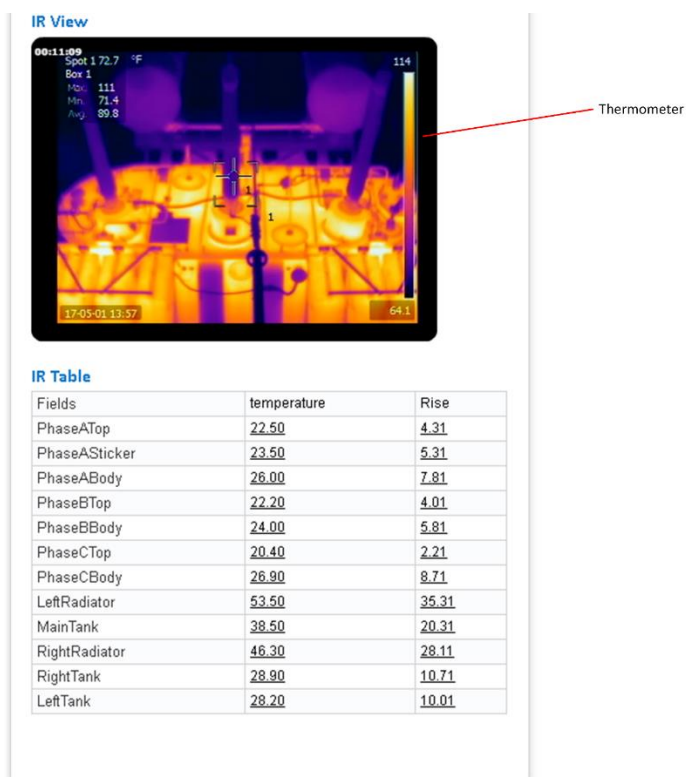 IR View
00:11:09
Spot 1 72.7 °F
114
Box 1
Max. 111
Min. 71.4
Avg. 89.8
Thermometer
1
1
17-05-01 13:57
64.1
IR Table
Fields temperature Rise
PhaseATop 22.50 4.31
PhaseASticker 23.50 5.31
PhaseABody 26.00 7.81
PhaseBTop 22.20 4.01
PhaseBBody 24.00 5.81
PhaseCTop 20.40 2.21
PhaseCBody 26.90 8.71
LeftRadiator 53.50 35.31
MainTank 38.50 20.31
RightRadiator 46.30 28.11
RightTank 28.90 10.71
LeftTank 28.20 10.01